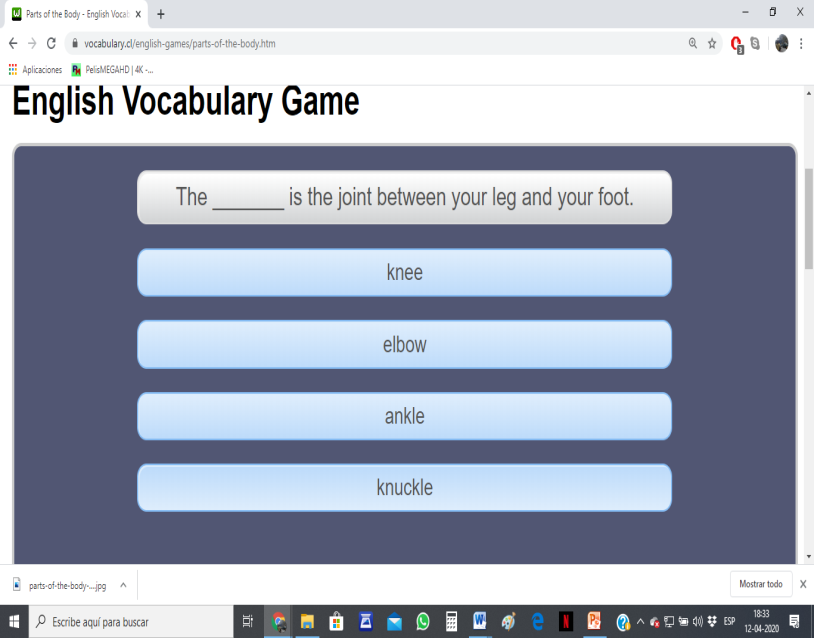 Parts of the Body - English Vocab
vocabulary.cl/english-games/parts-of-the-body.htm
3
Aplicaciones
PelisMEGAHD | 4K -...
English Vocabulary Game
The _______ is the joint between your leg and your foot.
knee
elbow
ankle
knuckle
parts-of-the-body-....jpg
Mostrar todo
Escribe aquí para buscar
ESP
18:33
12-04-2020